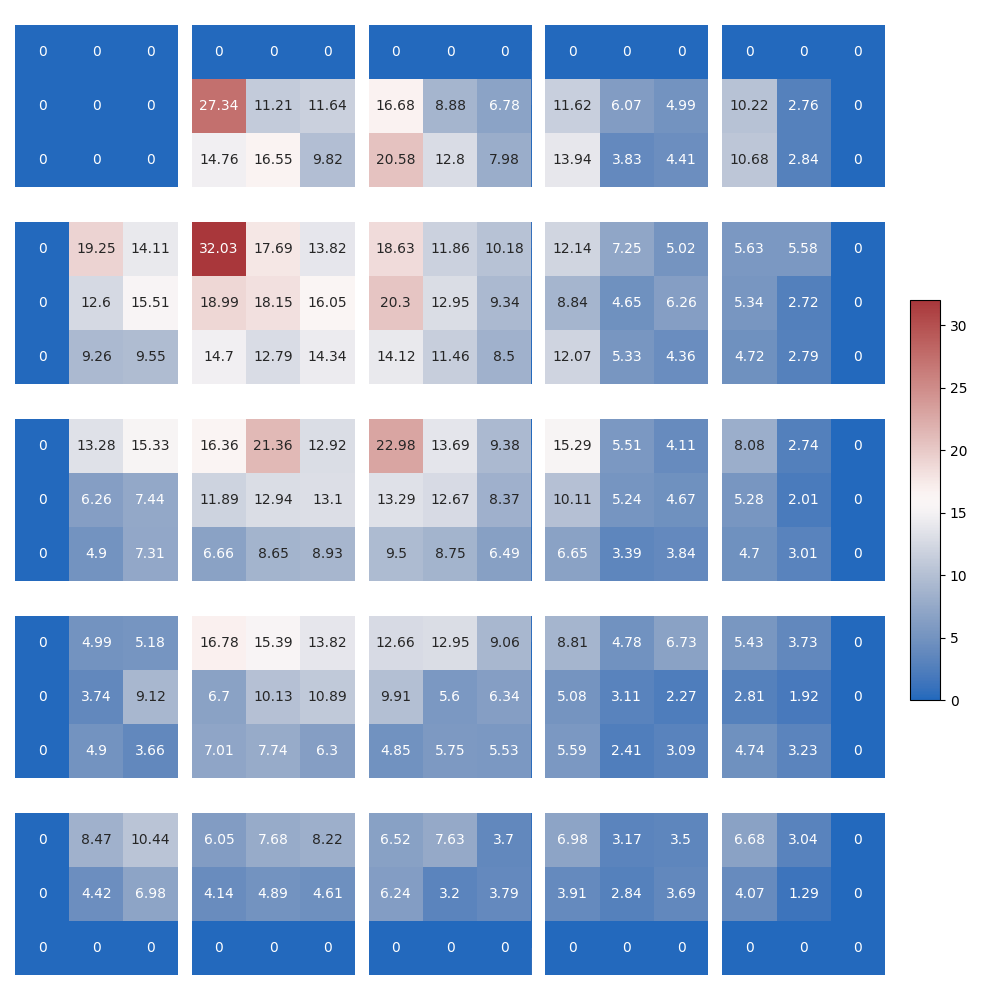 0 0 0 0 0 0 0 0 0 0 0 0 0 0 0
0 0 0 27.34 11.21 11.64 16.68 8.88 6.78 11.62 6.07 4.99 10.22 2.76 0
0 0 0 14.76 16.55 9.82 20.58 12.8 7.98 13.94 3.83 4.41 10.68 2.84 0
0 19.25 14.11 32.03 17.69 13.82 18.63 11.86 10.18 12.14 7.25 5.02 5.63 5.58 0
0 12.6 15.51 18.99 18.15 16.05 20.3 12.95 9.34 8.84 4.65 6.26 5.34 2.72 0
0 9.26 9.55 14.7 12.79 14.34 14.12 11.46 8.5 12.07 5.33 4.36 4.72 2.79 0
0 13.28 15.33 16.36 21.36 12.92 22.98 13.69 9.38 15.29 5.51 4.11 8.08 2.74 0
0 6.26 7.44 11.89 12.94 13.1 13.29 12.67 8.37 10.11 5.24 4.67 5.28 2.01 0
0 4.9 7.31 6.66 8.65 8.93 9.5 8.75 6.49 6.65 3.39 3.84 4.7 3.01 0
0 4.99 5.18 16.78 15.39 13.82 12.66 12.95 9.06 8.81 4.78 6.73 5.43 3.73 0
0 3.74 9.12 6.7 10.13 10.89 9.91 5.6 6.34 5.08 3.11 2.27 2.81 1.92 0
0 4.9 3.66 7.01 7.74 6.3 4.85 5.75 5.53 5.59 2.41 3.09 4.74 3.23 0
0 8.47 10.44 6.05 7.68 8.22 6.52 7.63 3.7 6.98 3.17 3.5 6.68 3.04 0
0 4.42 6.98 4.14 4.89 4.61 6.24 3.2 3.79 3.91 2.84 3.69 4.07 1.29 0
0 0 0 0 0 0 0 0 0 0 0 0 0 0 0
30
25
20
15
10
5
0